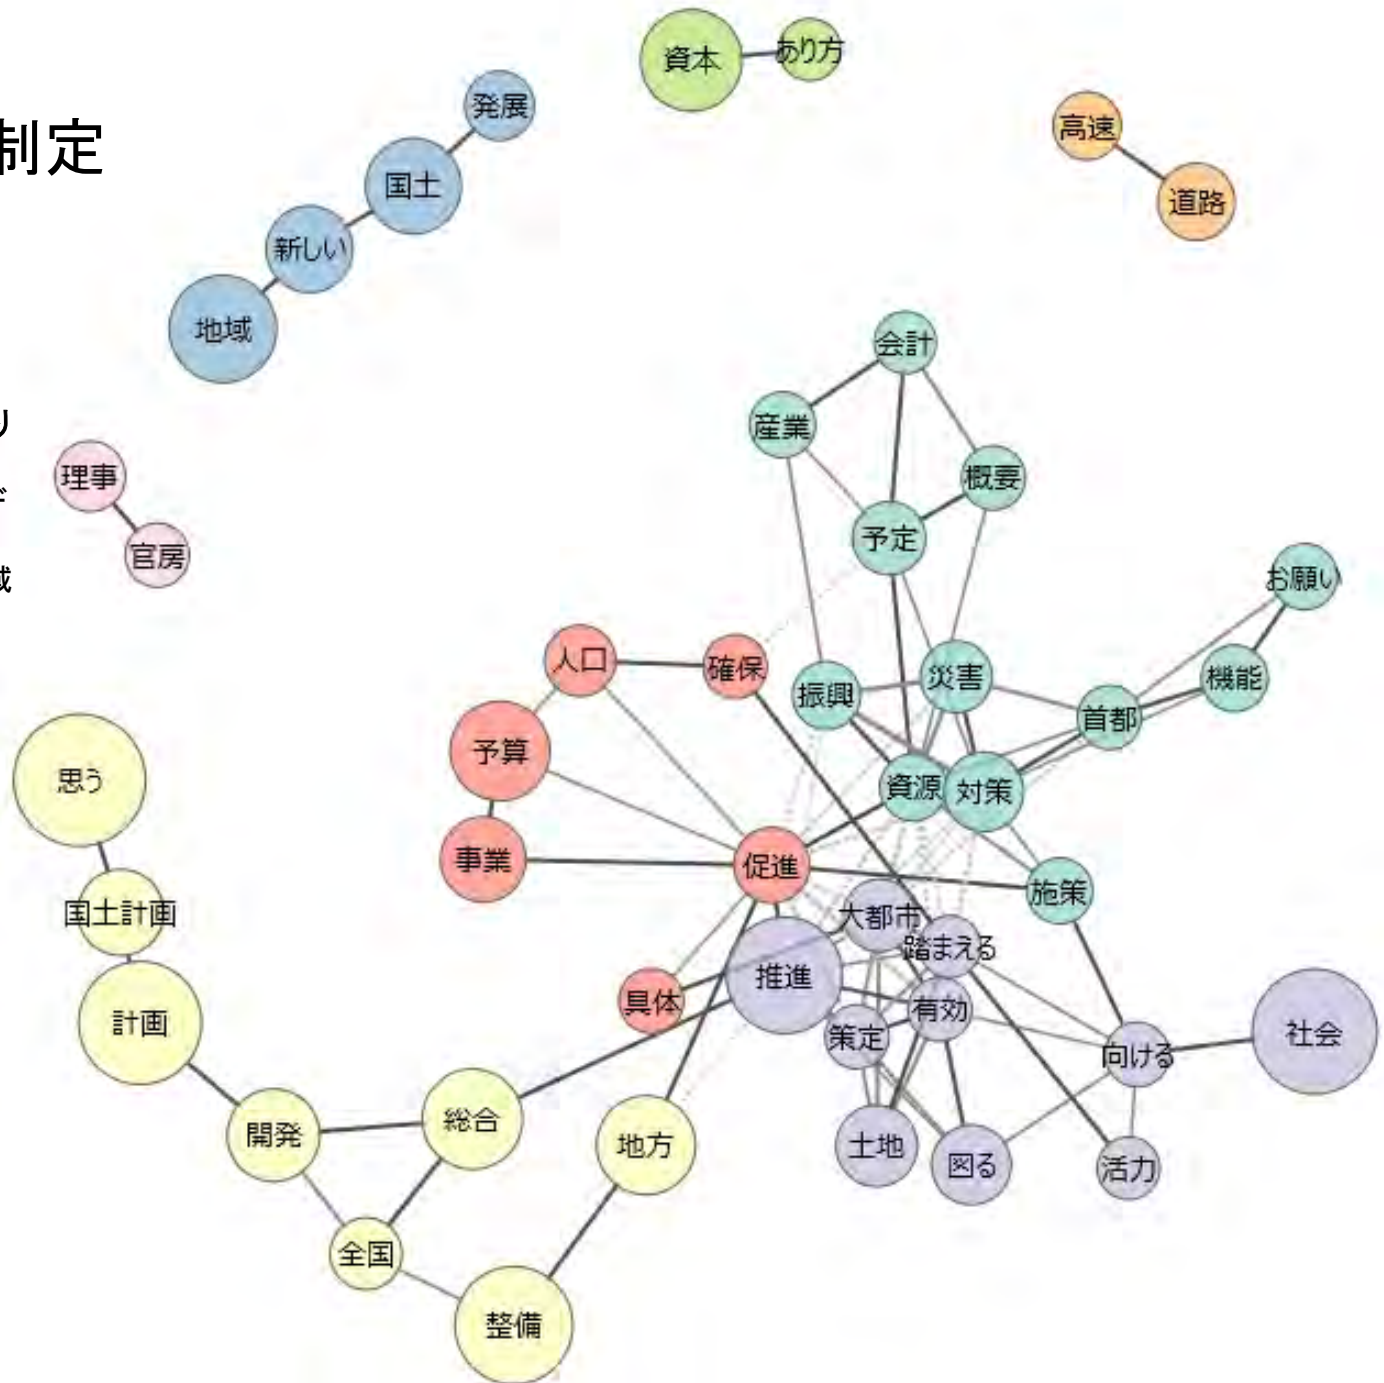 制定
資本
あり方
発展
高速
国土
道路
新しい
地域
会計
産業
り
理事
概要
予定
官房
域
お願い
人口
確保
災害
機能
振興
首都
予算
思う
資源
対策
事業
促進
施策
国土計画
大都市
踏まえる
推進
具体
有効
計画
策定
社会
向ける
総合
開発
地方
土地
図る
活力
全国
整備